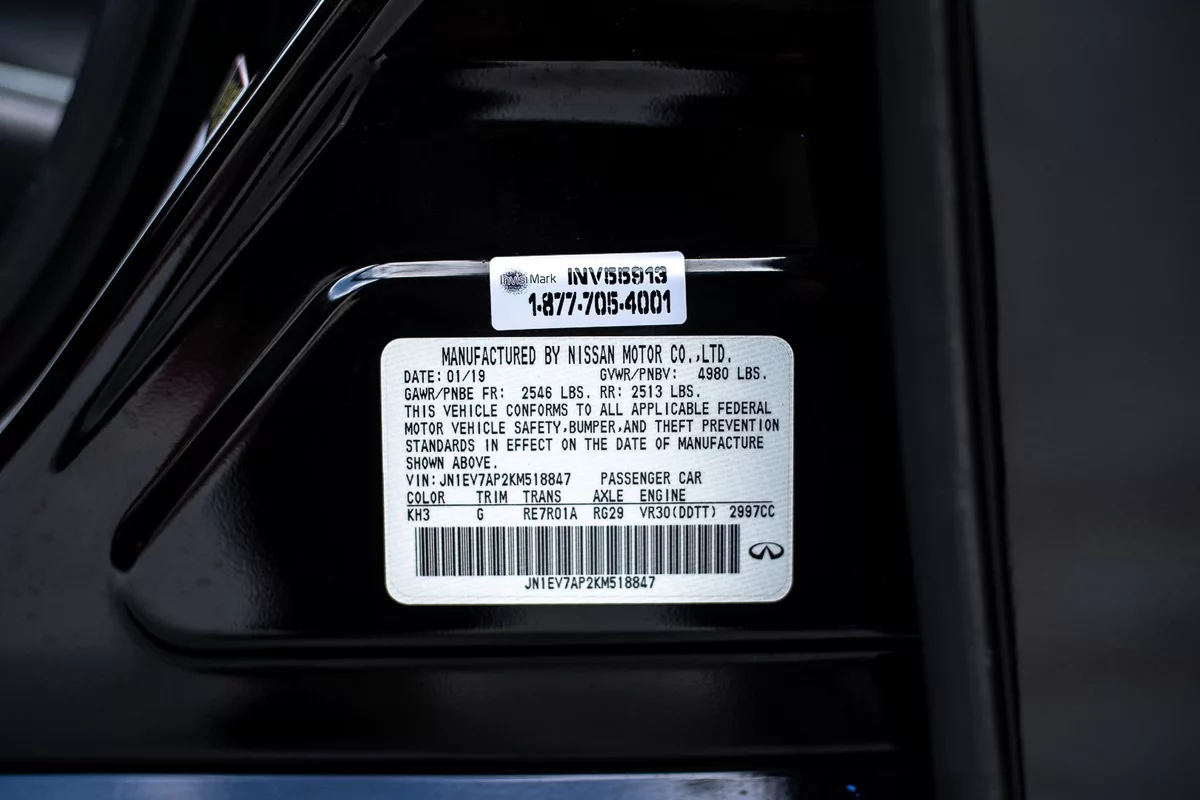 Invisi Mark INV55913
1-877-705-4001
MANUFACTURED BY NISSAN MOTOR CO.,LTD.
DATE: 01/19 GVWR/PNBV: 4980 LBS.
GAWR/PNBE FR: 2546 LBS. RR: 2513 LBS.
THIS VEHICLE CONFORMS TO ALL APPLICABLE FEDERAL
MOTOR VEHICLE SAFETY,BUMPER,AND THEFT PREVENTION
STANDARDS IN EFFECT ON THE DATE OF MANUFACTURE
SHOWN ABOVE.
VIN: JN1EV7AP2KM518847 PASSENGER CAR
COLOR TRIM TRANS AXLE ENGINE
KH3 G RE7R01A RG29 VR30(DDTT) 2997CC
JN1EV7AP2KM518847